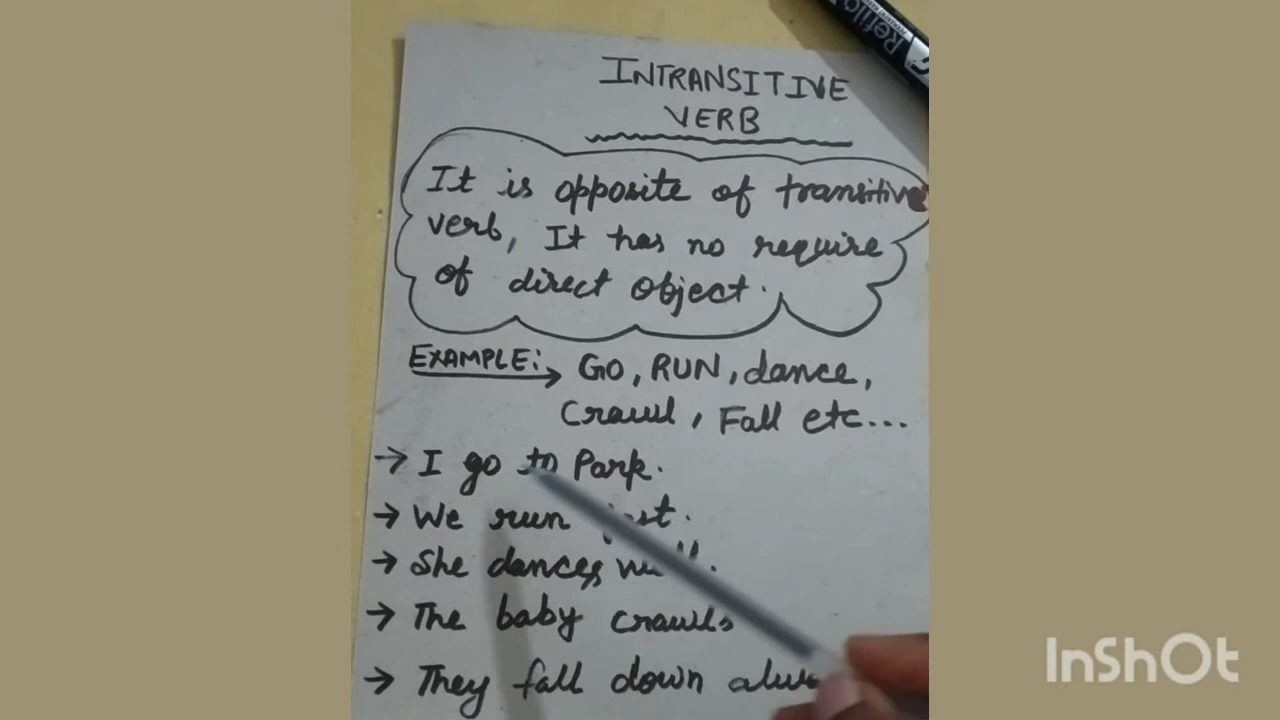 Refilo
INTRANSITIVE
VERB
It is opposite of transitive
verb, It has no require
of direct object.
EXAMPLE: GO, RUN, dance,
Crawl, Fall etc...
→ I go to Park.
→ We run
→ She dances
→ The baby crawls
→ They fall down
InShOt